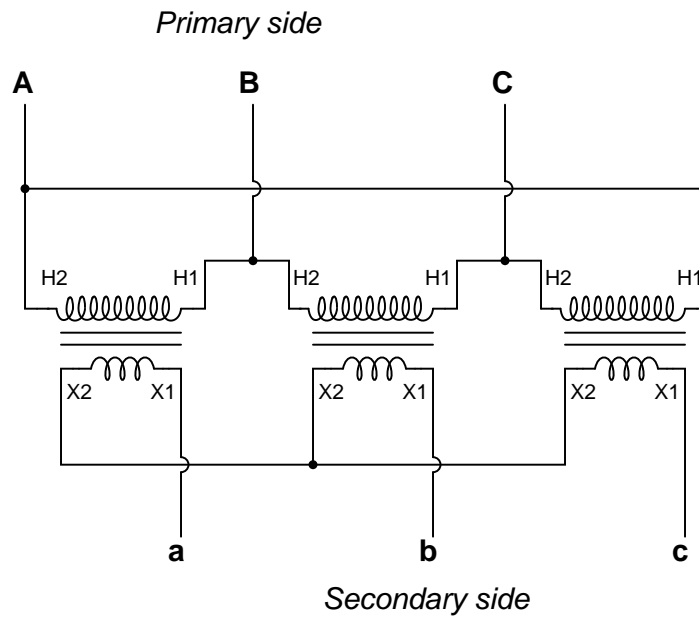 Primary side
A B C
H2 H1 H2 H1 H2 H1
X2 X1 X2 X1 X2 X1
a b c
Secondary side